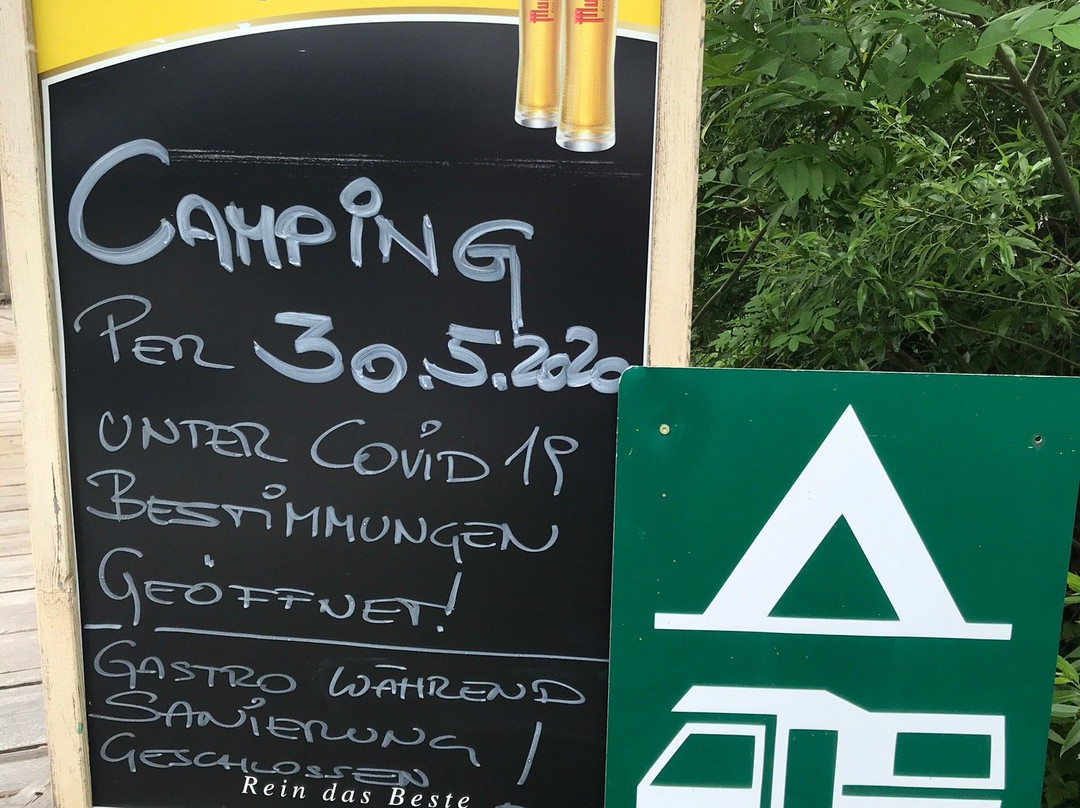 CAMPING
PER 30.5.2020
UNTER COVID 19
BESTIMMUNGEN
GEÖFFNET!
GASTRO WÄHREND
SANIERUNG
GESCHLOSSEN
Rein das Beste